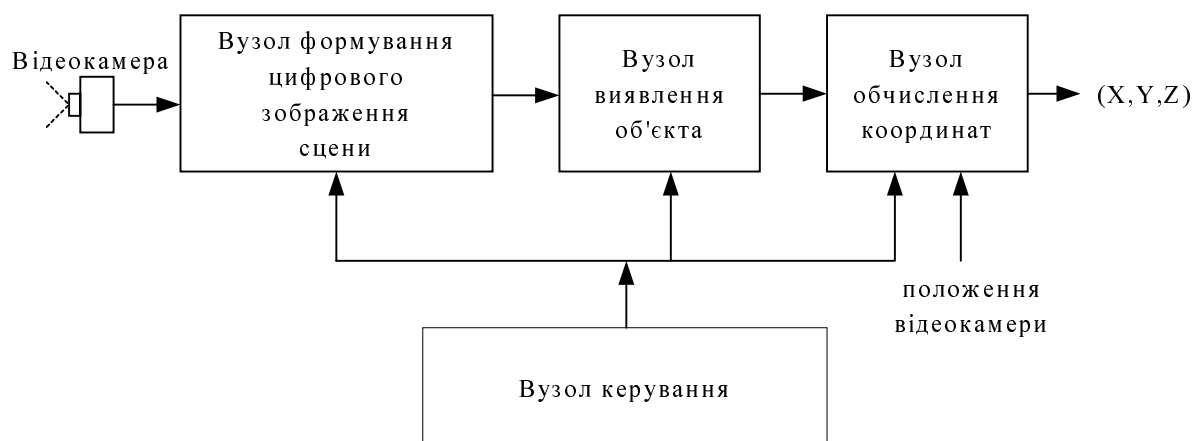 Відеокамера
Вузол формування
цифрового
зображення
сцени
Вузол
виявлення
об'єкта
Вузол
обчислення
координат
(X,Y,Z)
положення
відеокамери
Вузол керування